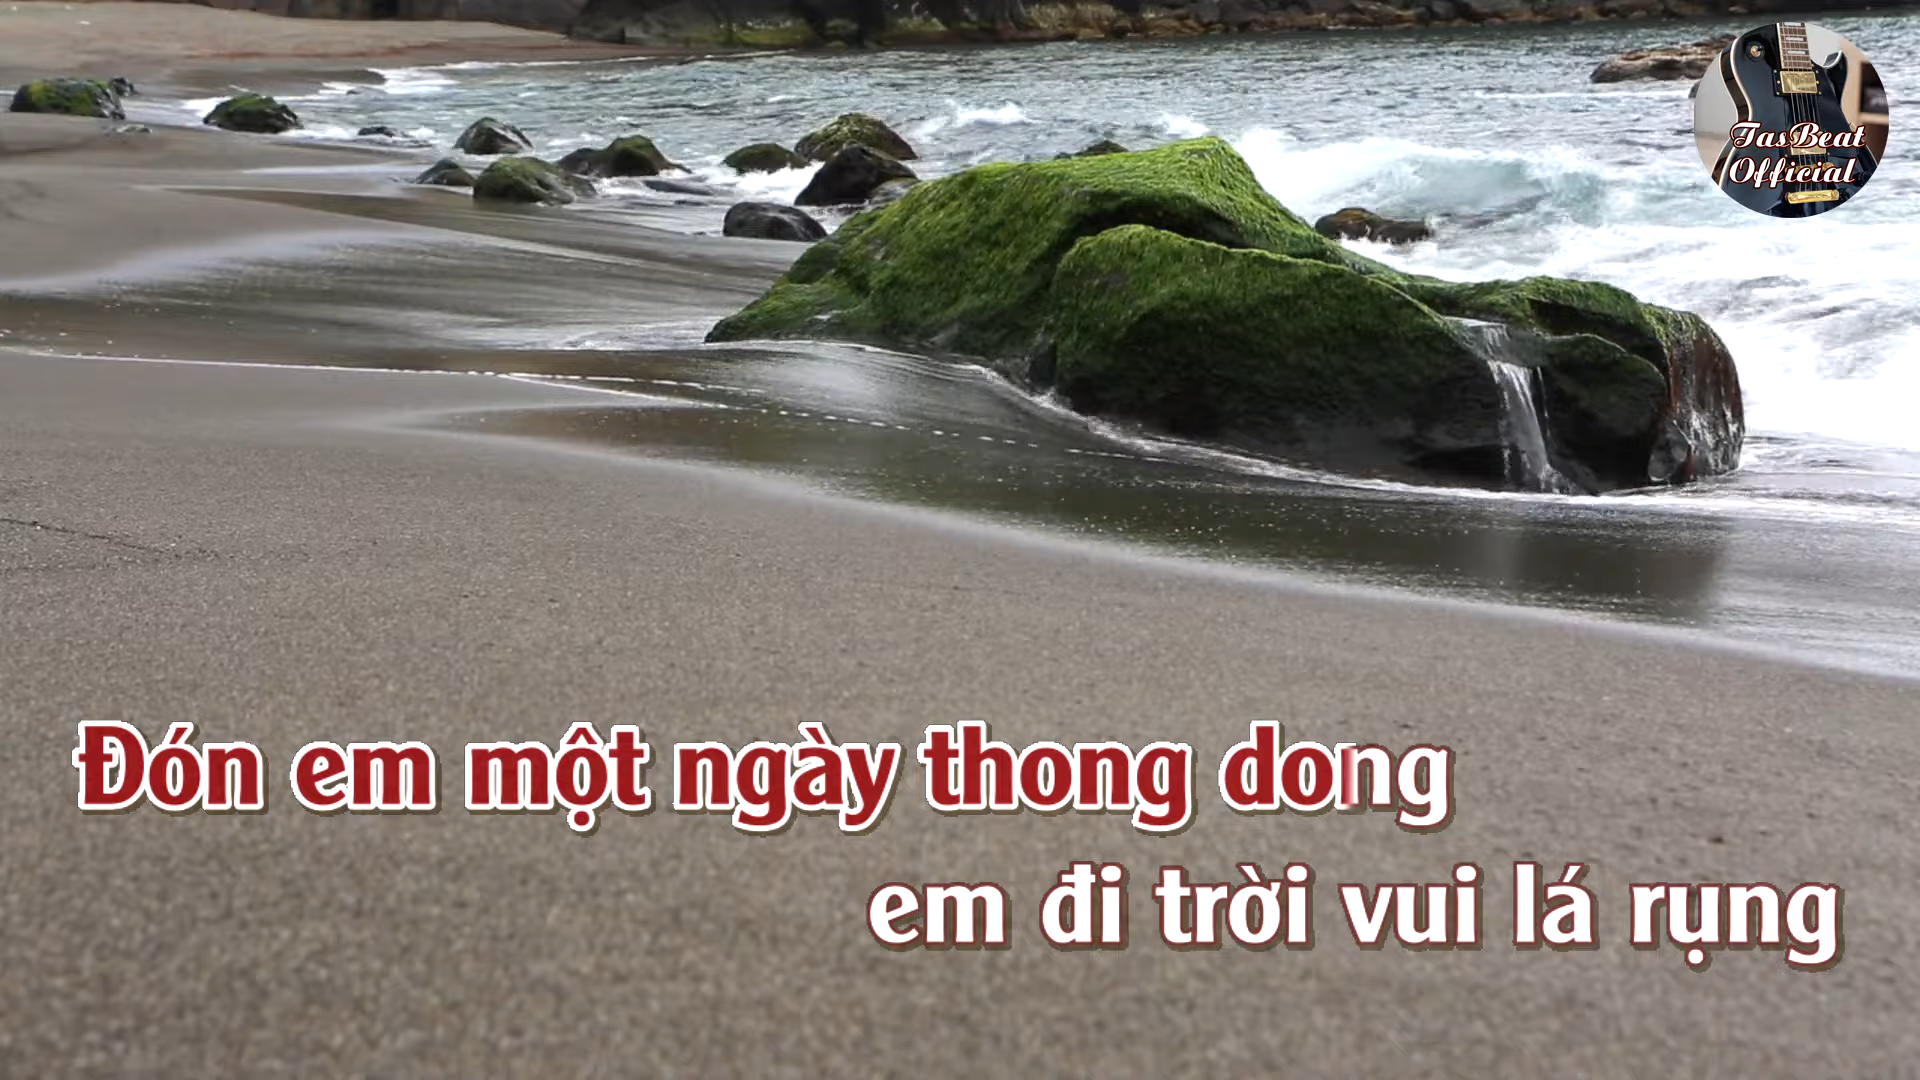 TasBeat
Official
Đón em một ngày thong dong
em đi trời vui lá rụng